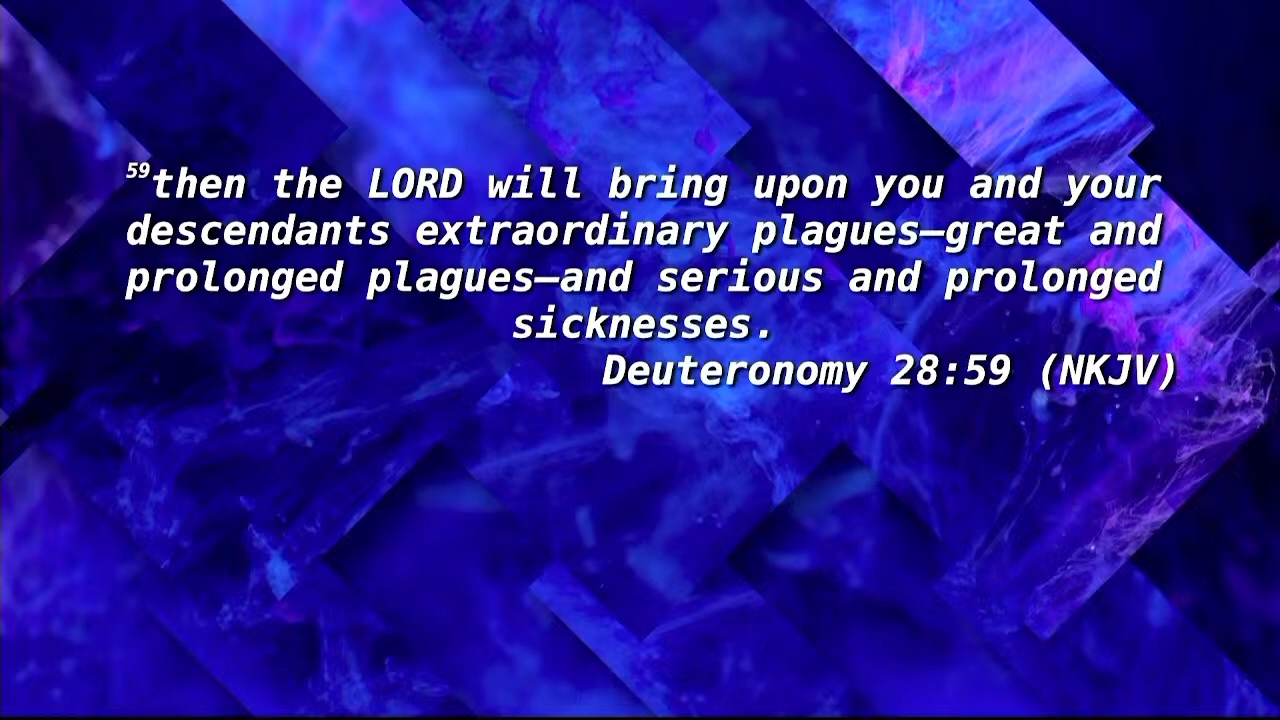 59then the LORD will bring upon you and your
descendants extraordinary plagues—great and
prolonged plagues—and serious and prolonged
sicknesses.
Deuteronomy 28:59 (NKJV)